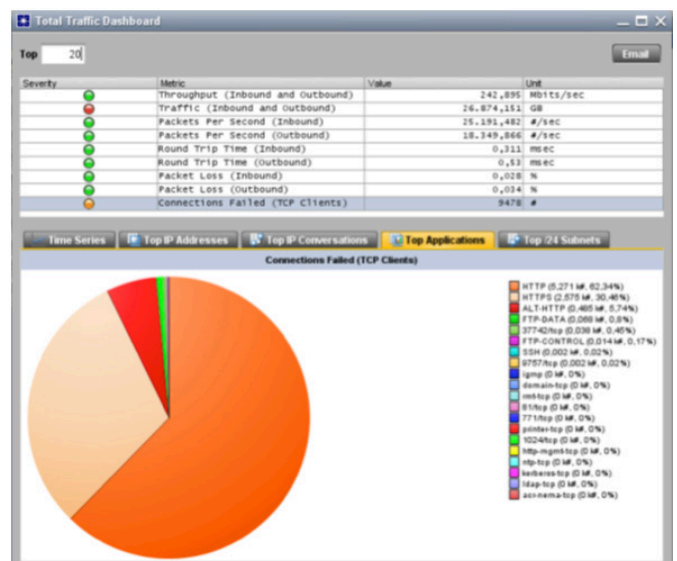 Total Traffic Dashboard
Top 20
Email
Severity Metric Value Unit
Throughput (Inbound and Outbound) 242,895 Mbits/sec
Traffic (Inbound and Outbound) 26.874,151 GB
Packets Per Second (Inbound) 25.191,482 #/sec
Packets Per Second (Outbound) 18.349,866 #/sec
Round Trip Time (Inbound) 0,311 msec
Round Trip Time (Outbound) 0,53 msec
Packet Loss (Inbound) 0,028 %
Packet Loss (Outbound) 0,034 %
Connections Failed (TCP Clients) 9478 #
Time Series Top IP Addresses Top IP Conversations Top Applications Top /24 Subnets
Connections Failed (TCP Clients)
HTTP (5,271 k#, 62,34%)
HTTPS (2,575 k#, 30,46%)
ALT-HTTP (0,485 k#, 5,74%)
FTP-DATA (0,068 k#, 0,8%)
37742/tcp (0,038 k#, 0,45%)
FTP-CONTROL (0,014 k#, 0,17%)
SSH (0,002 k#, 0,02%)
8757/tcp (0,002 k#, 0,02%)
igmp (0 k#, 0%)
domain-tcp (0 k#, 0%)
rmt-tcp (0 k#, 0%)
81/tcp (0 k#, 0%)
771/tcp (0 k#, 0%)
printer-tcp (0 k#, 0%)
1024/tcp (0 k#, 0%)
http-mgmt-tcp (0 k#, 0%)
ntp-tcp (0 k#, 0%)
kerberos-tcp (0 k#, 0%)
ldap-tcp (0 k#, 0%)
acr-nema-tcp (0 k#, 0%)